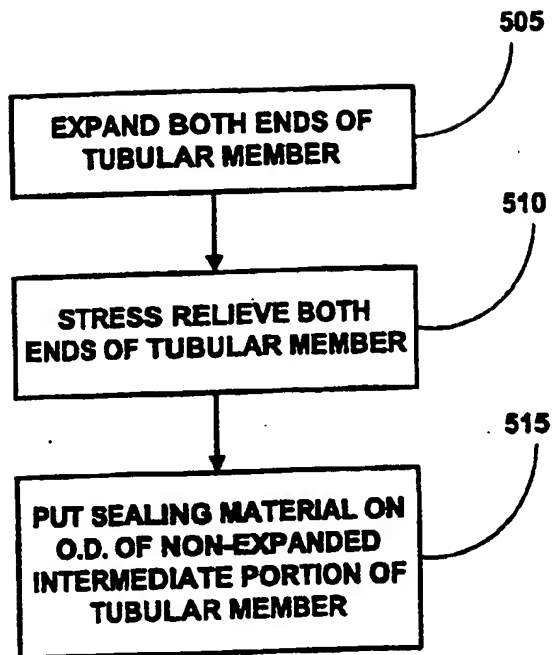 505
EXPAND BOTH ENDS OF
TUBULAR MEMBER
510
STRESS RELIEVE BOTH
ENDS OF TUBULAR MEMBER
515
PUT SEALING MATERIAL ON
O.D. OF NON-EXPANDED
INTERMEDIATE PORTION OF
TUBULAR MEMBER